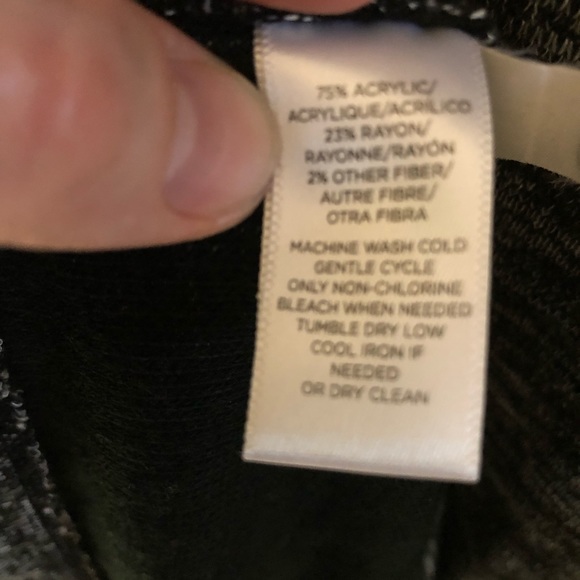 75% ACRYLIC/
ACRYLIQUE/ACRÍLICO
23% RAYON/
RAYONNE/RAYÓN
2% OTHER FIBER/
AUTRE FIBRE/
OTRA FIBRA
MACHINE WASH COLD
GENTLE CYCLE
ONLY NON-CHLORINE
BLEACH WHEN NEEDED
TUMBLE DRY LOW
COOL IRON IF
NEEDED
OR DRY CLEAN